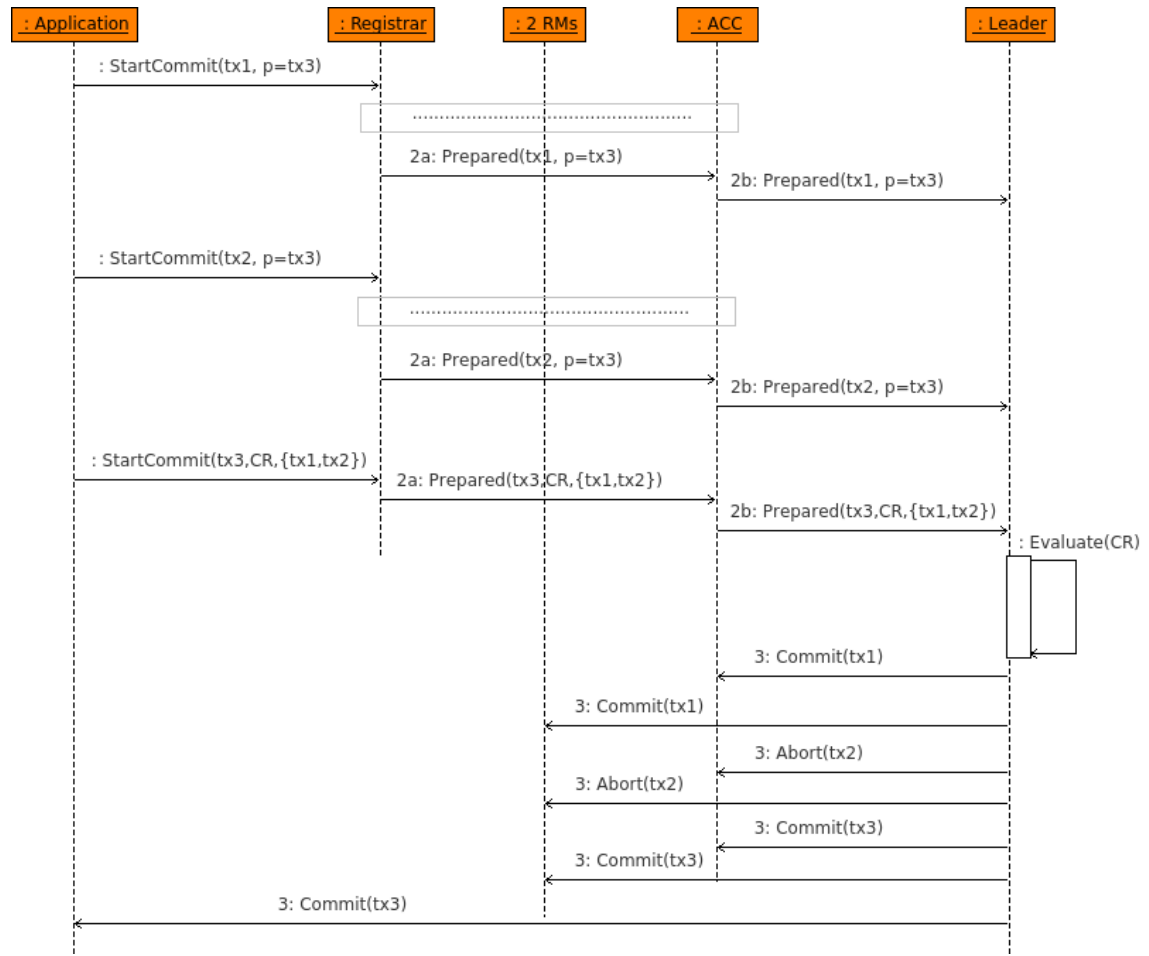 : Application
: Registrar
: 2 RMs
: ACC
: Leader
: StartCommit(tx1, p=tx3)
2a: Prepared(tx1, p=tx3)
2b: Prepared(tx1, p=tx3)
: StartCommit(tx2, p=tx3)
2a: Prepared(tx2, p=tx3)
2b: Prepared(tx2, p=tx3)
: StartCommit(tx3,CR,{tx1,tx2})
2a: Prepared(tx3,CR,{tx1,tx2})
2b: Prepared(tx3,CR,{tx1,tx2})
: Evaluate(CR)
3: Commit(tx1)
3: Commit(tx1)
3: Abort(tx2)
3: Abort(tx2)
3: Commit(tx3)
3: Commit(tx3)
3: Commit(tx3)